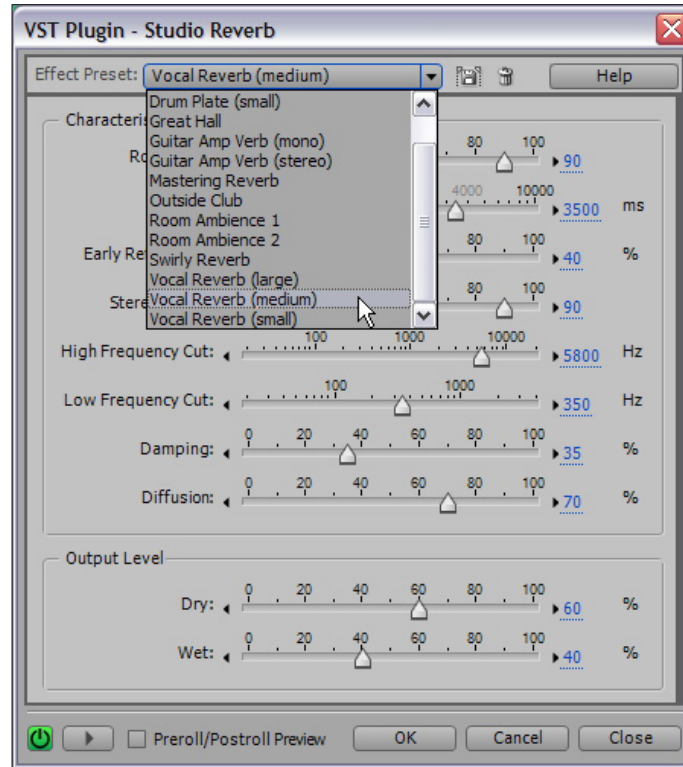 VST Plugin - Studio Reverb
Effect Preset: Vocal Reverb (medium) Help
Drum Plate (small)
Great Hall
Guitar Amp Verb (mono)
Guitar Amp Verb (stereo)
Mastering Reverb
Outside Club
Room Ambience 1
Room Ambience 2
Swirly Reverb
Vocal Reverb (large)
Vocal Reverb (medium)
Vocal Reverb (small)
80 100
90
4000 10000
3500 ms
Early
80 100
40 %
80 100
90
High Frequency Cut: 100 1000 10000
5800 Hz
Low Frequency Cut: 100 1000
350 Hz
Damping: 0 20 40 60 80 100
35 %
Diffusion: 0 20 40 60 80 100
70 %
Output Level
Dry: 0 20 40 60 80 100
60 %
Wet: 0 20 40 60 80 100
40 %
Preroll/Postroll Preview OK Cancel Close